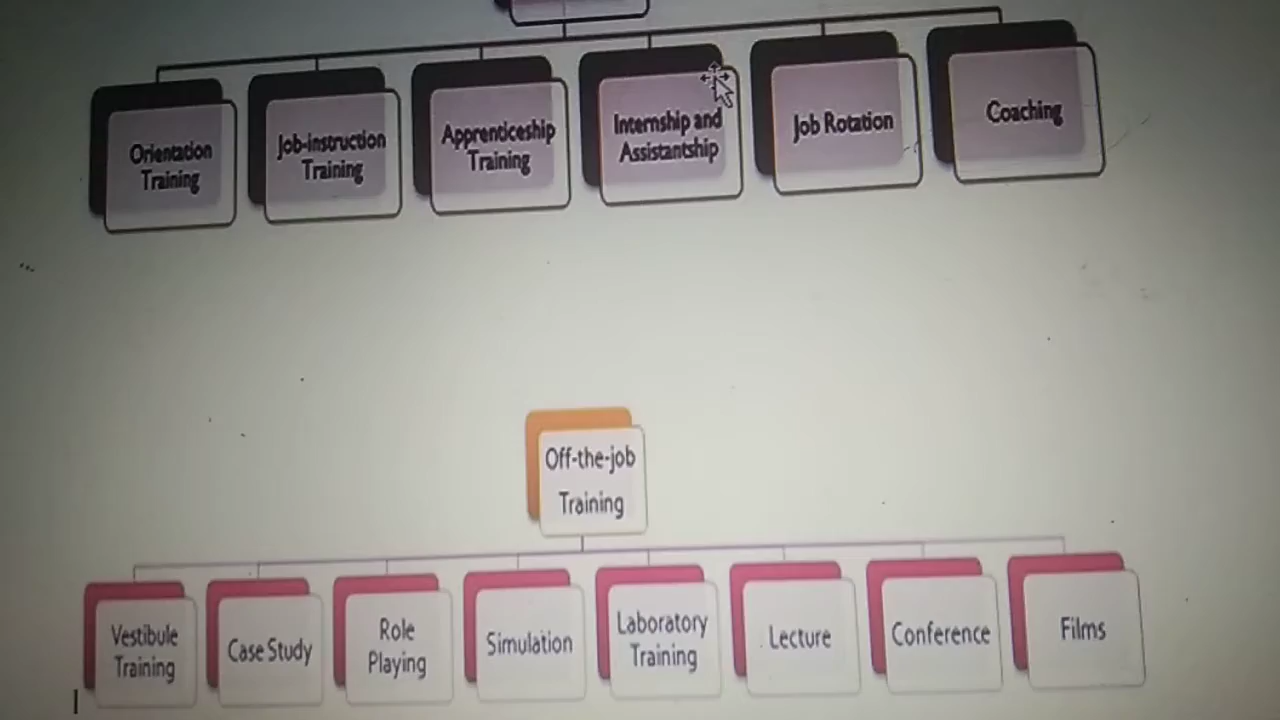 Orientation
Training
Job-instruction
Training
Apprenticeship
Training
Internship and
Assistantship
Job Rotation
Coaching
Off-the-job
Training
Vestibule
Training
Case Study
Role
Playing
Simulation
Laboratory
Training
Lecture
Conference
Films